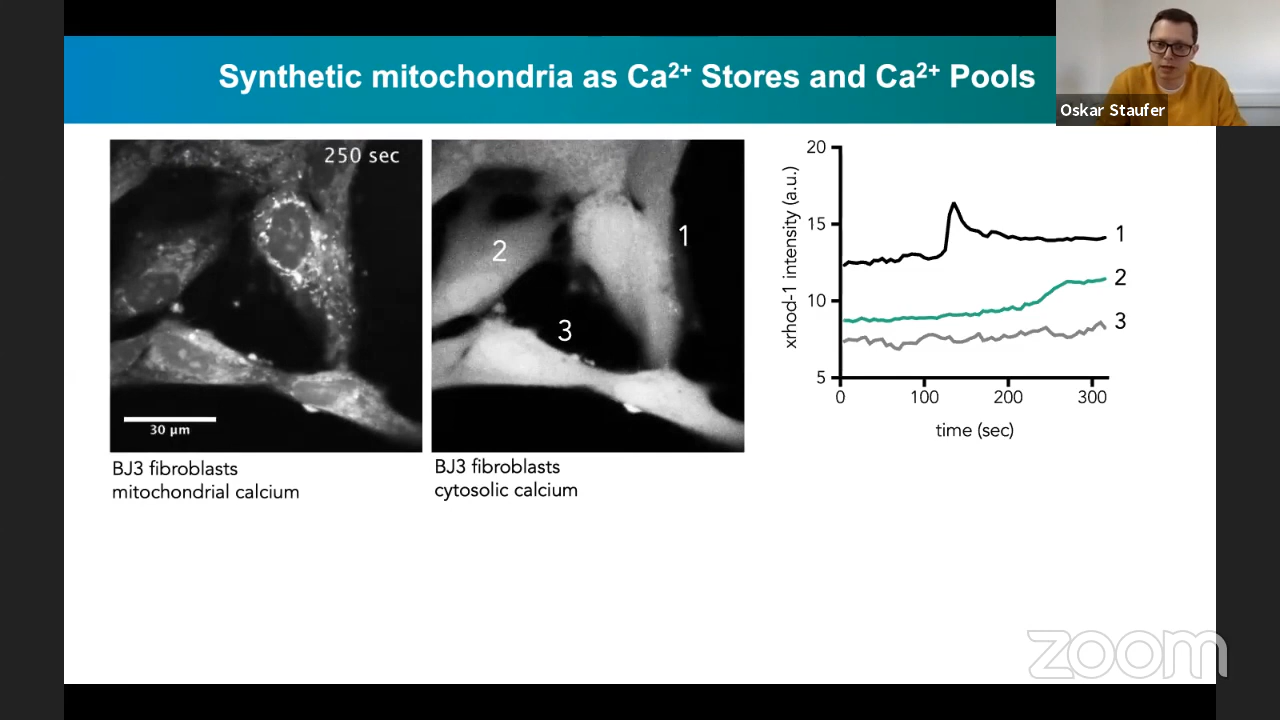 Synthetic mitochondria as Ca²⁺ Stores and Ca²⁺ Pools
Oskar Staufer
250 sec
30 µm
BJ3 fibroblasts
mitochondrial calcium
1
2
3
BJ3 fibroblasts
cytosolic calcium
xrhod-1 intensity (a.u.)
20
15
10
5
0
100
200
300
time (sec)
1
2
3
zoom